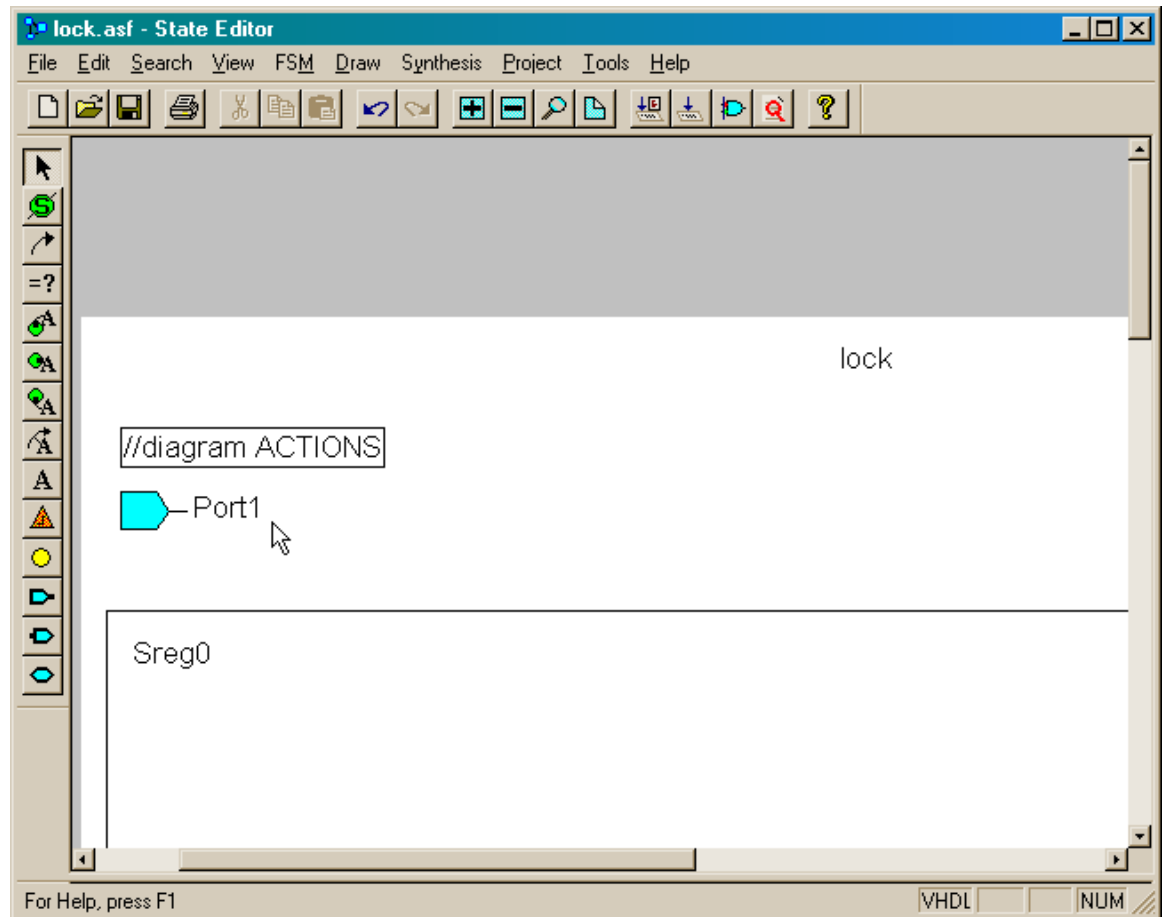 lock.asf - State Editor
File Edit Search View FSM Draw Synthesis Project Tools Help
S
=?
A
A
A
A
A
lock
//diagram ACTIONS
Port1
Sreg0
For Help, press F1 VHDL NUM